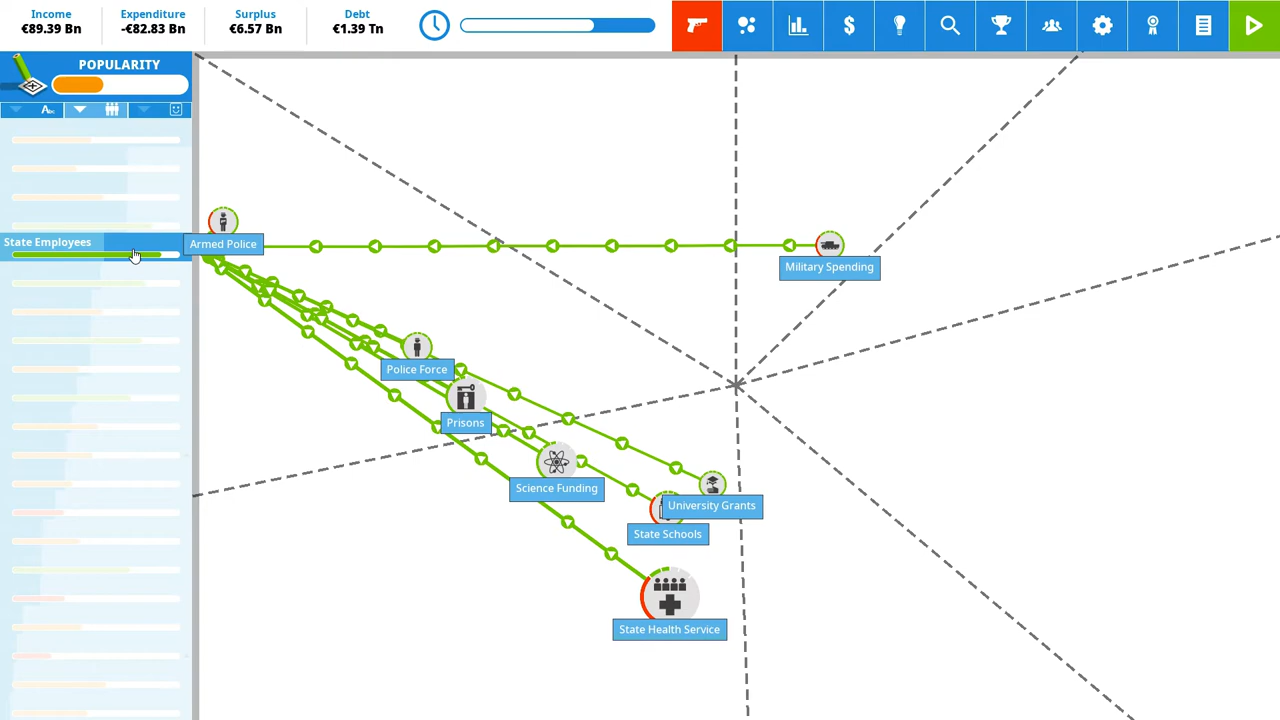 Income Expenditure Surplus Debt
€89.39 Bn -€82.83 Bn €6.57 Bn €1.39 Tn
POPULARITY
Abc
State Employees
Armed Police
Military Spending
Police Force
Prisons
Science Funding
University Grants
State Schools
State Health Service